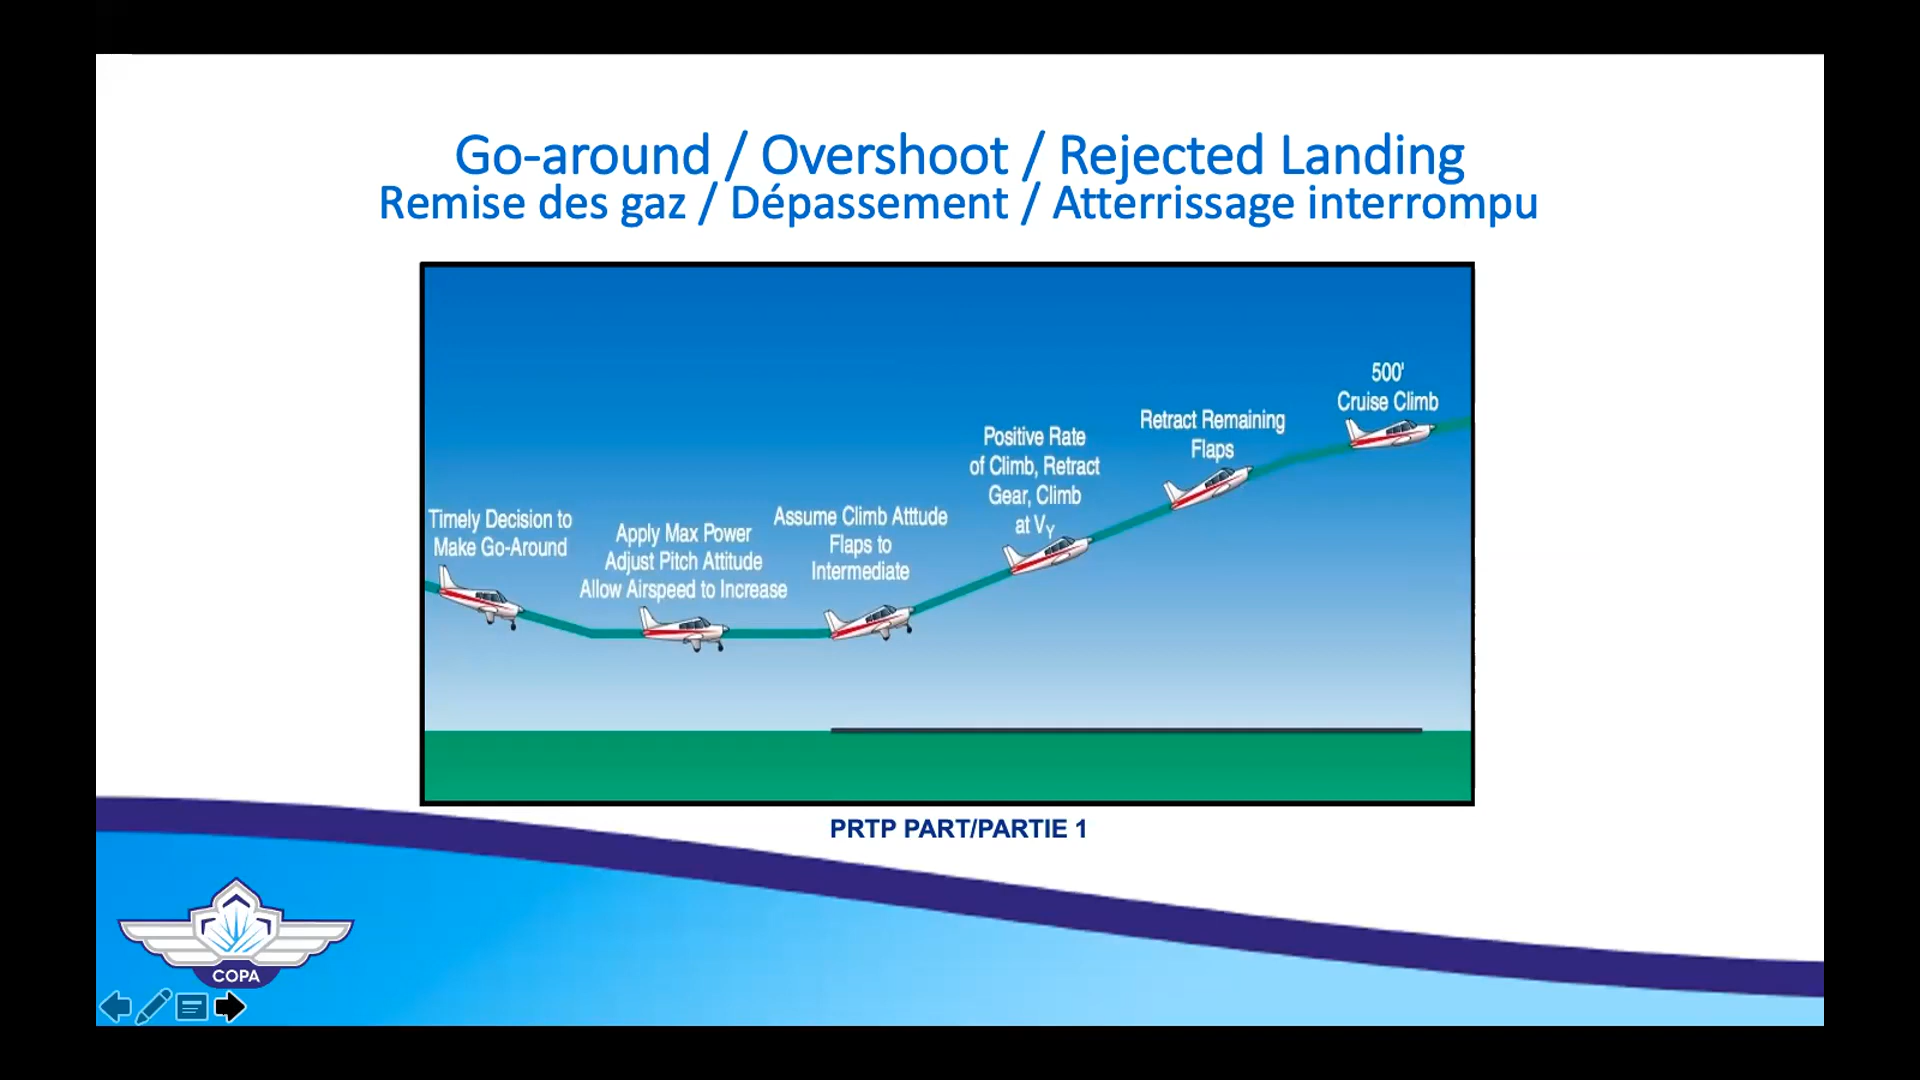 Go-around / Overshoot / Rejected Landing
Remise des gaz / Dépassement / Atterrissage interrompu
Timely Decision to
Make Go-Around
Apply Max Power
Adjust Pitch Attitude
Allow Airspeed to Increase
Assume Climb Atttude
Flaps to
Intermediate
Positive Rate
of Climb, Retract
Gear, Climb
at VY
Retract Remaining
Flaps
500'
Cruise Climb
PRTP PART/PARTIE 1
COPA